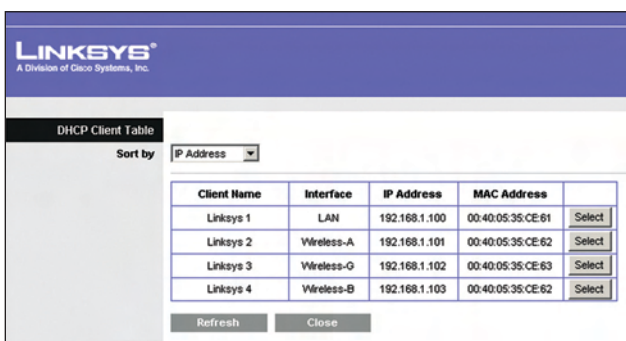 LINKSYS®
A Division of Cisco Systems, Inc.
DHCP Client Table
Sort by IP Address
Client Name Interface IP Address MAC Address
Linksys 1 LAN 192.168.1.100 00:40:05:35:CE:61 Select
Linksys 2 Wireless-A 192.168.1.101 00:40:05:35:CE:62 Select
Linksys 3 Wireless-G 192.168.1.102 00:40:05:35:CE:63 Select
Linksys 4 Wireless-B 192.168.1.103 00:40:05:35:CE:62 Select
Refresh Close